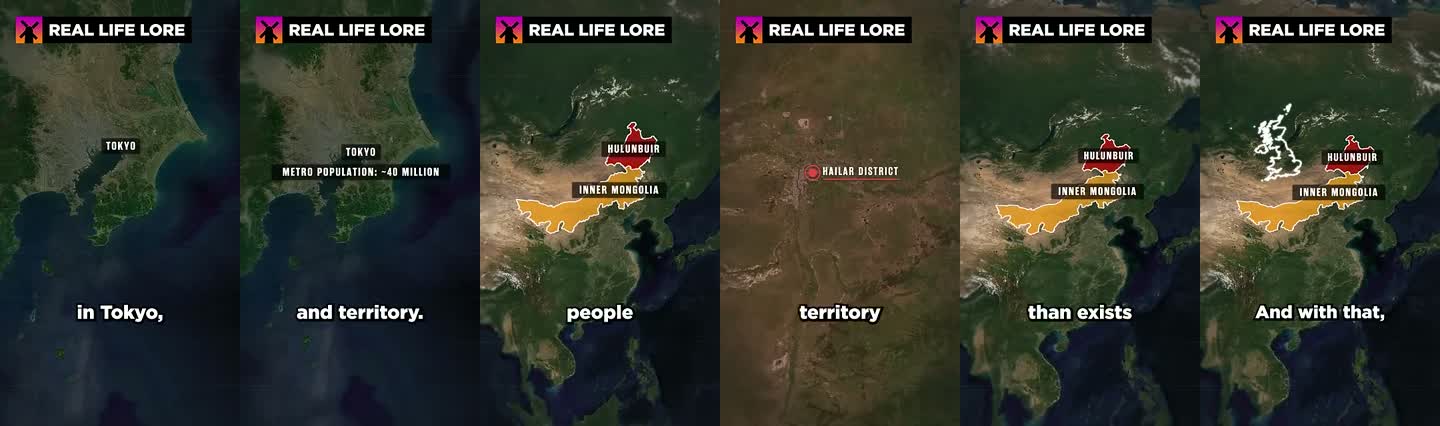 REAL LIFE LORE
TOKYO
in Tokyo,
REAL LIFE LORE
TOKYO
METRO POPULATION: ~40 MILLION
and territory.
REAL LIFE LORE
HULUNBUIR
INNER MONGOLIA
people
REAL LIFE LORE
HAILAR DISTRICT
territory
REAL LIFE LORE
HULUNBUIR
INNER MONGOLIA
than exists
REAL LIFE LORE
HULUNBUIR
INNER MONGOLIA
And with that,